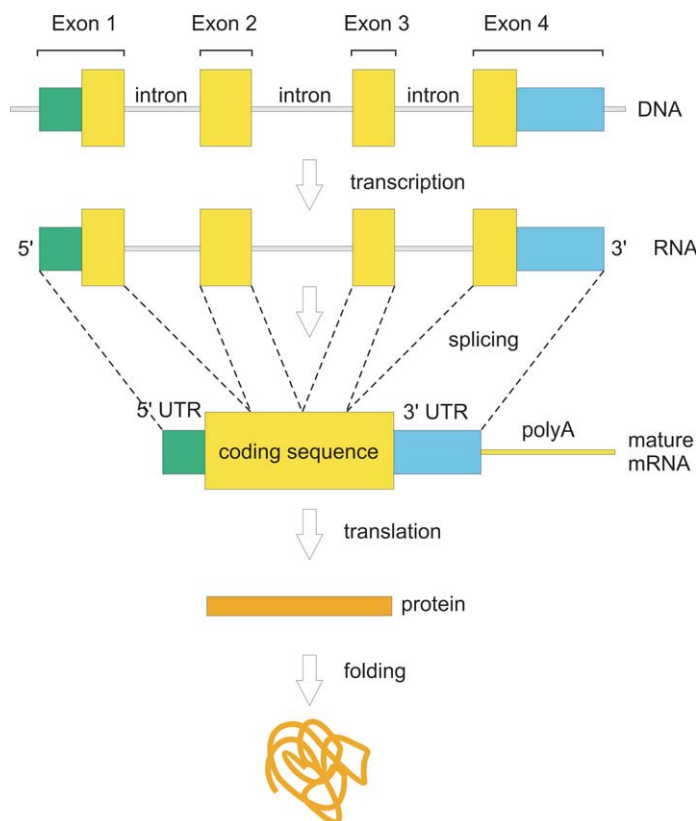 Exon 1 Exon 2 Exon 3 Exon 4
intron intron intron DNA
transcription
5' 3' RNA
splicing
5' UTR 3' UTR
polyA
coding sequence
mature
mRNA
translation
protein
folding